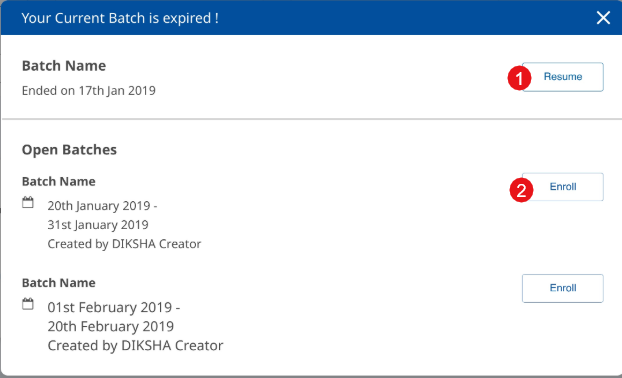 Your Current Batch is expired !
Batch Name
Ended on 17th Jan 2019
1
Resume
Open Batches
Batch Name
20th January 2019 -
31st January 2019
Created by DIKSHA Creator
2
Enroll
Batch Name
01st February 2019 -
20th February 2019
Created by DIKSHA Creator
Enroll